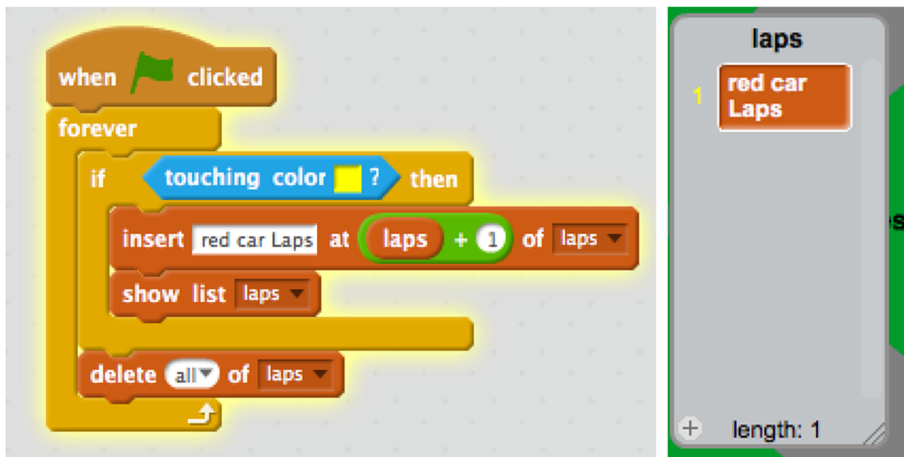 when clicked
forever
if touching color ? then
insert red car Laps at laps + 1 of laps
show list laps
delete all of laps
laps
1 red car
Laps
+ length: 1
s